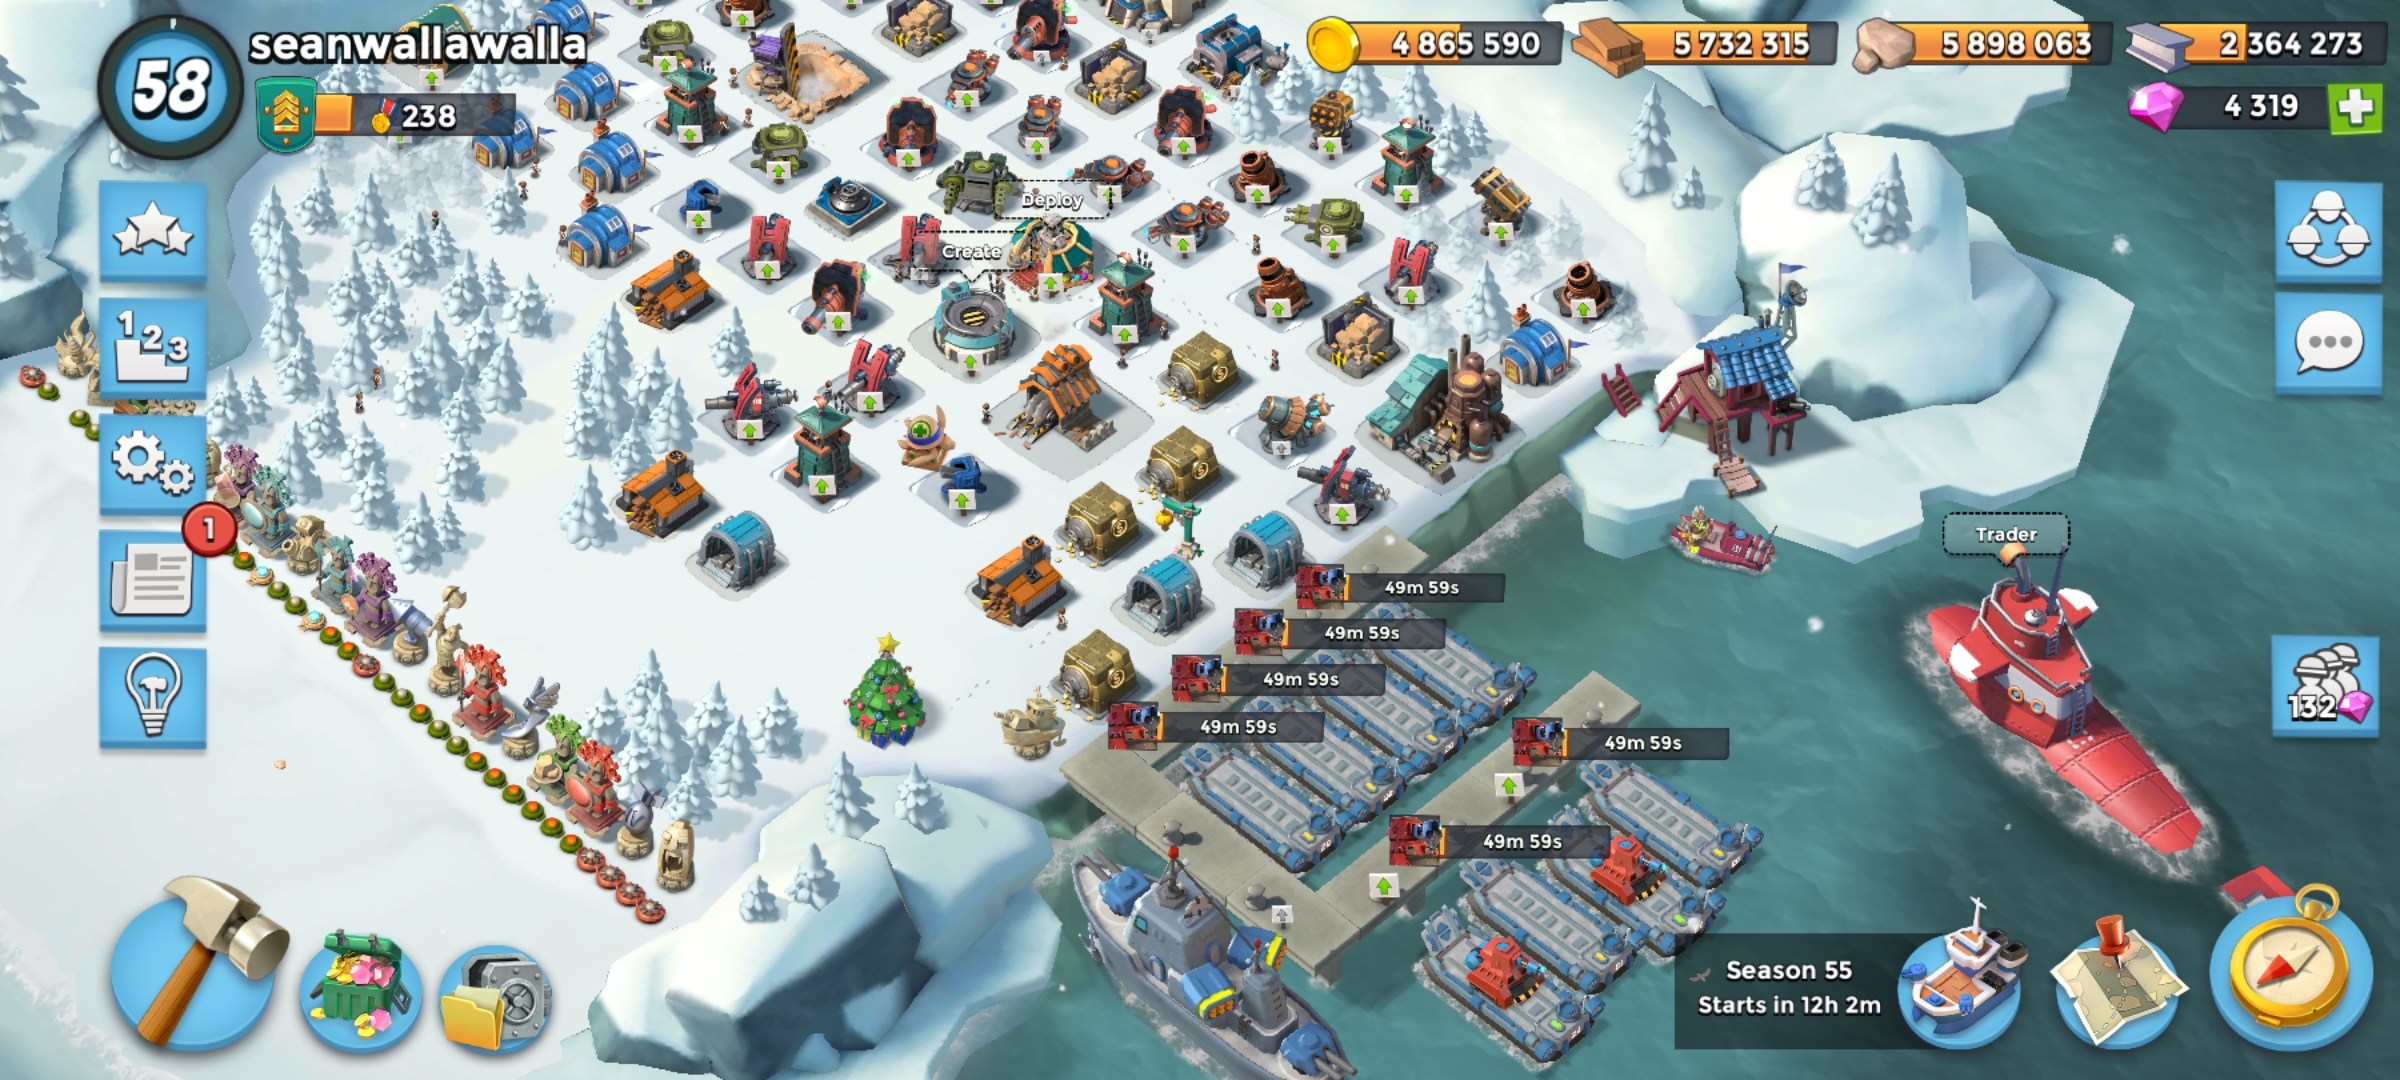 58
seanwallawalla
238
4 865 590
5 732 315
5 898 063
2 364 273
4 319
Deploy
Create
123
1
Trader
49m 59s
49m 59s
49m 59s
49m 59s
49m 59s
49m 59s
132
Season 55
Starts in 12h 2m